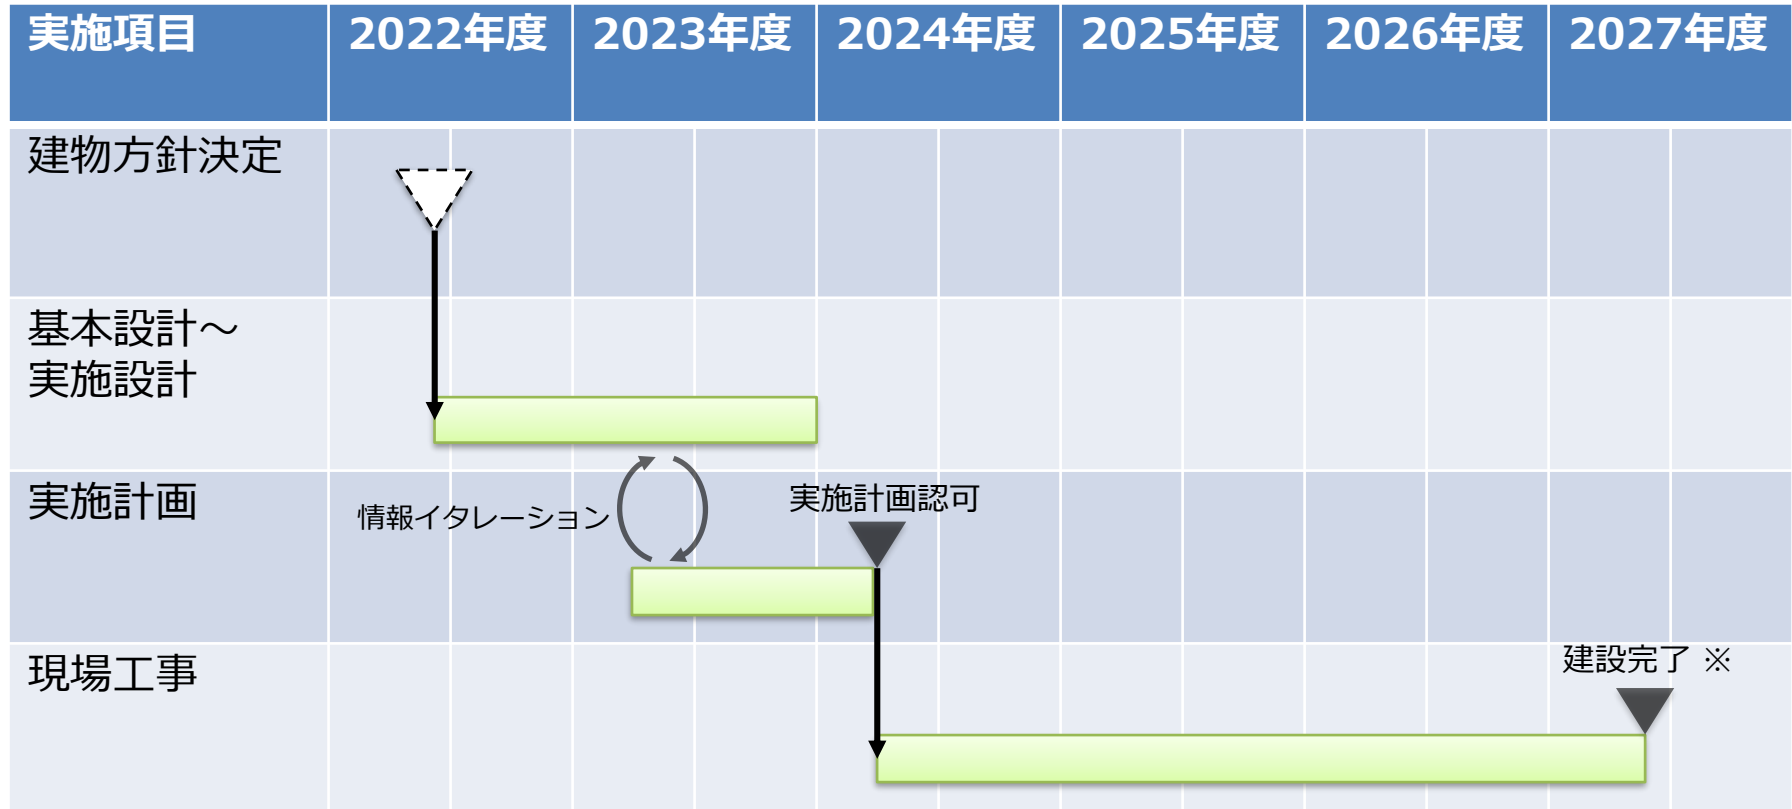 実施項目 2022年度 2023年度 2024年度 2025年度 2026年度 2027年度
建物方針決定
基本設計～
実施設計
実施計画
情報イタレーション
実施計画認可
現場工事
建設完了 ※